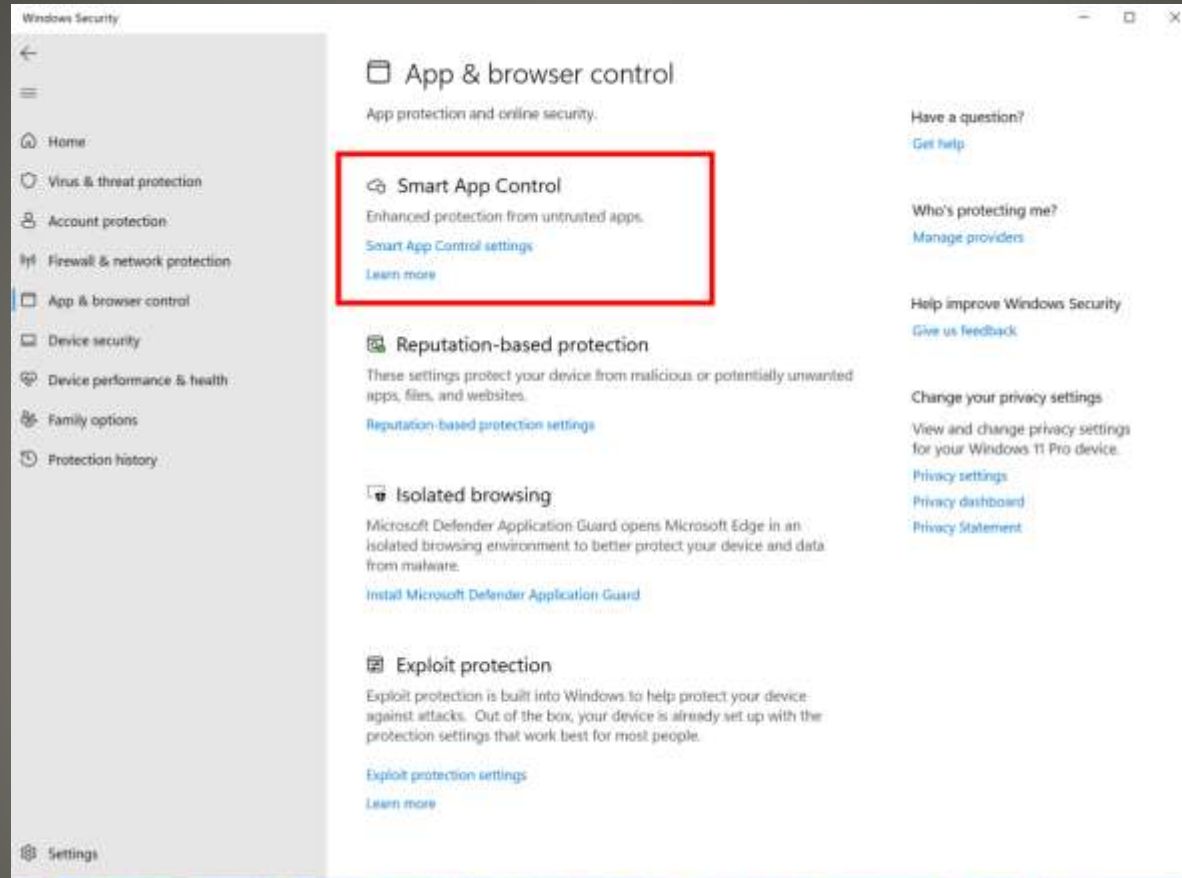 Windows Security
Home
Virus & threat protection
Account protection
Firewall & network protection
App & browser control
Device security
Device performance & health
Family options
Protection history
Settings
App & browser control
App protection and online security.
Smart App Control
Enhanced protection from untrusted apps.
Smart App Control settings
Learn more
Reputation-based protection
These settings protect your device from malicious or potentially unwanted
apps, files, and websites.
Reputation-based protection settings
Isolated browsing
Microsoft Defender Application Guard opens Microsoft Edge in an
isolated browsing environment to better protect your device and data
from malware.
Install Microsoft Defender Application Guard
Exploit protection
Exploit protection is built into Windows to help protect your device
against attacks.  Out of the box, your device is already set up with the
protection settings that work best for most people.
Exploit protection settings
Learn more
Have a question?
Get help
Who's protecting me?
Manage providers
Help improve Windows Security
Give us feedback
Change your privacy settings
View and change privacy settings
for your Windows 11 Pro device.
Privacy settings
Privacy dashboard
Privacy Statement